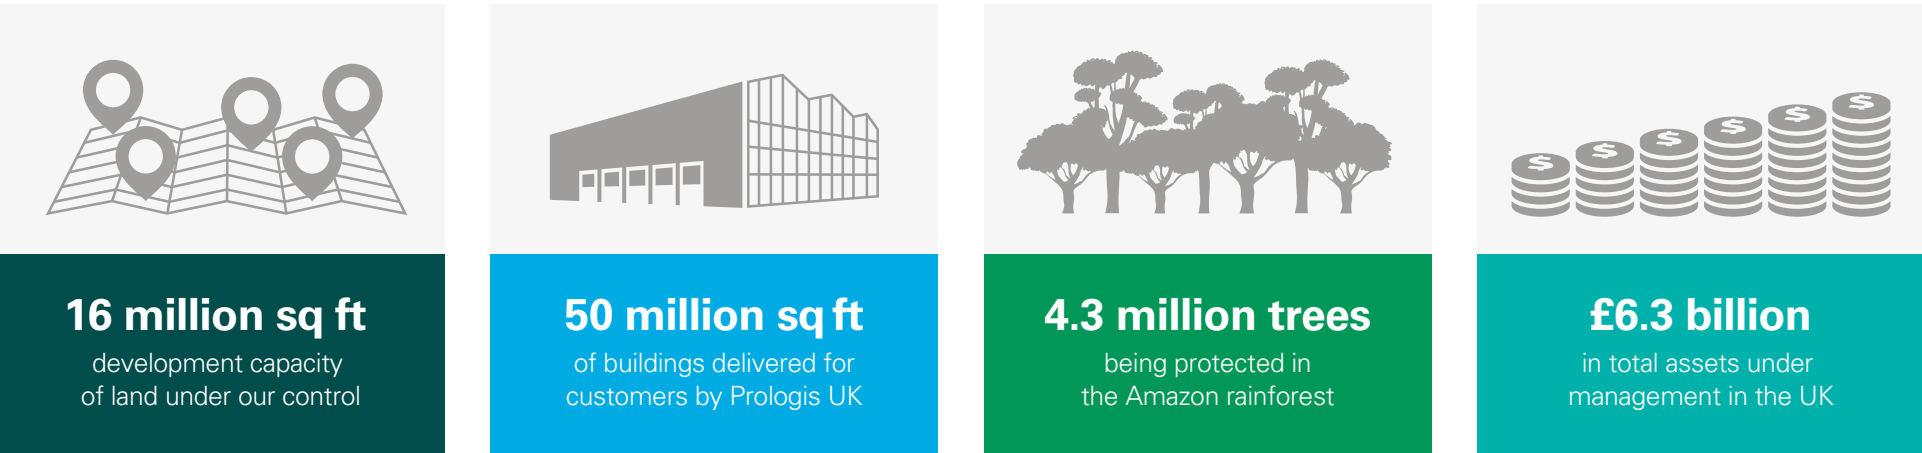 16 million sq ft
development capacity
of land under our control
50 million sq ft
of buildings delivered for
customers by Prologis UK
4.3 million trees
being protected in
the Amazon rainforest
£6.3 billion
in total assets under
management in the UK
$ $ $ $ $ $